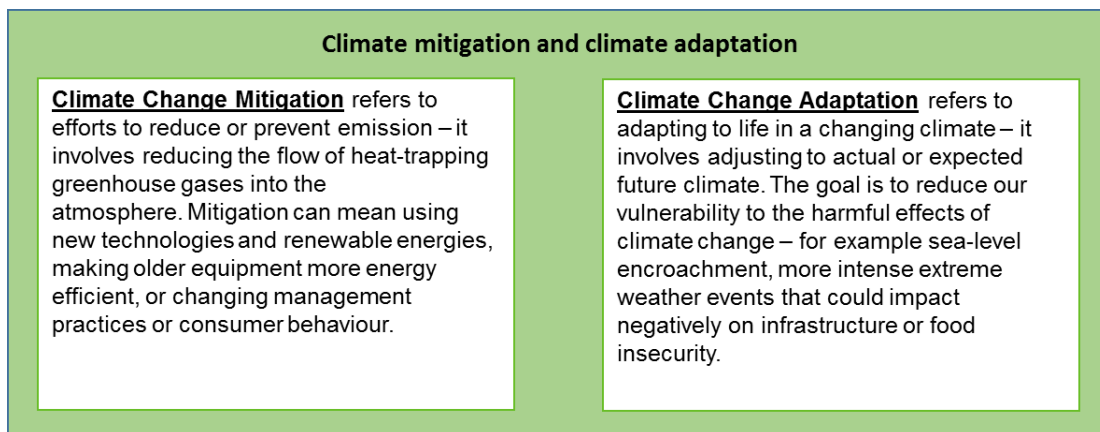 Climate mitigation and climate adaptation
Climate Change Mitigation refers to
efforts to reduce or prevent emission – it
involves reducing the flow of heat-trapping
greenhouse gases into the
atmosphere. Mitigation can mean using
new technologies and renewable energies,
making older equipment more energy
efficient, or changing management
practices or consumer behaviour.
Climate Change Adaptation refers to
adapting to life in a changing climate – it
involves adjusting to actual or expected
future climate. The goal is to reduce our
vulnerability to the harmful effects of
climate change – for example sea-level
encroachment, more intense extreme
weather events that could impact
negatively on infrastructure or food
insecurity.